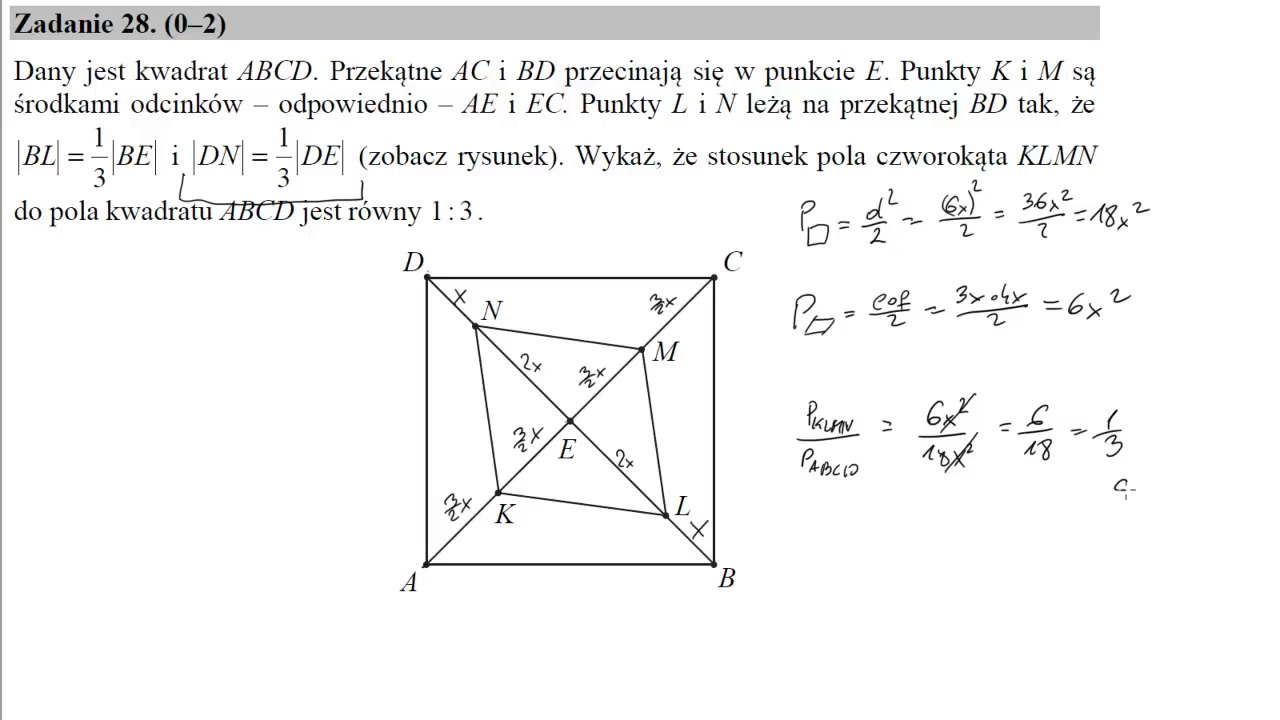 Zadanie 28. (0–2)
Dany jest kwadrat ABCD. Przekątne AC i BD przecinają się w punkcie E. Punkty K i M są
środkami odcinków – odpowiednio – AE i EC. Punkty L i N leżą na przekątnej BD tak, że
|BL| = 1/3 |BE| i |DN| = 1/3 |DE| (zobacz rysunek). Wykaż, że stosunek pola czworokąta KLMN
do pola kwadratu ABCD jest równy 1 : 3.
P□ = d²/2 = (6x)²/2 = 36x²/2 = 18x²
P▱ = e·f/2 = 3x·4x/2 = 6x²
P_KLMN/P_ABCD = 6x²/18x² = 6/18 = 1/3
D
C
x
N
3/2x
M
2x
3/2x
3/2x
E
2x
3/2x
K
L
x
A
B